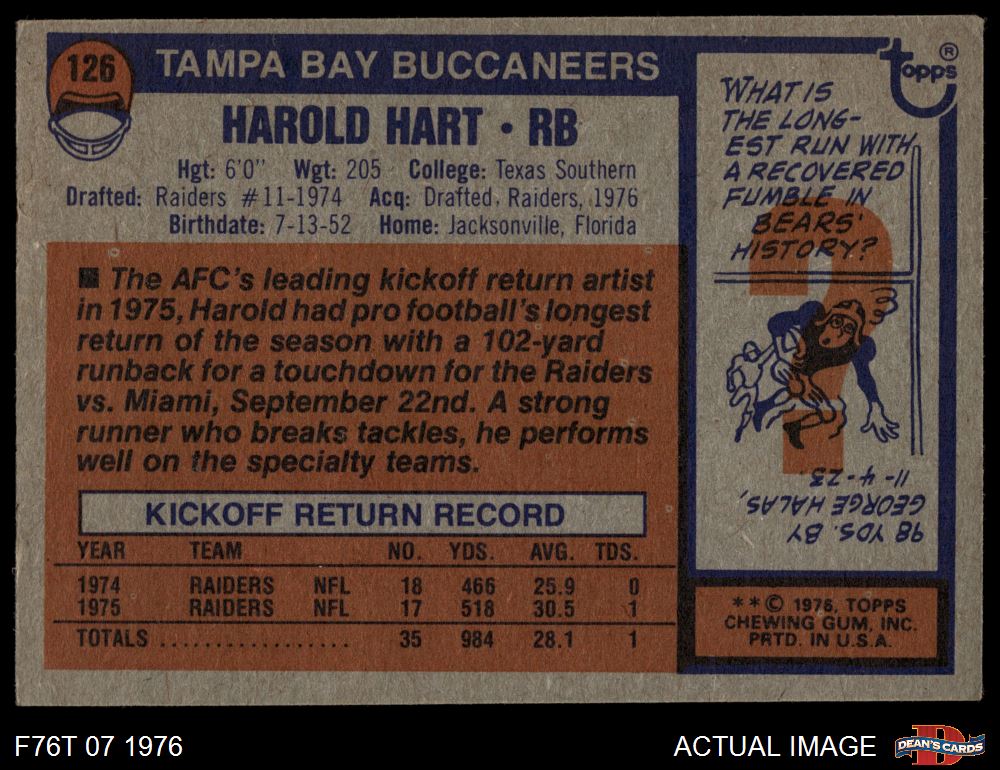 126
TAMPA BAY BUCCANEERS
HAROLD HART • RB
Hgt: 6'0" Wgt: 205 College: Texas Southern
Drafted: Raiders #11-1974 Acq: Drafted, Raiders, 1976
Birthdate: 7-13-52 Home: Jacksonville, Florida
■ The AFC's leading kickoff return artist
in 1975, Harold had pro football's longest
return of the season with a 102-yard
runback for a touchdown for the Raiders
vs. Miami, September 22nd. A strong
runner who breaks tackles, he performs
well on the specialty teams.
KICKOFF RETURN RECORD
YEAR TEAM NO. YDS. AVG. TDS.
1974 RAIDERS NFL 18 466 25.9 0
1975 RAIDERS NFL 17 518 30.5 1
TOTALS .................. 35 984 28.1 1
Topps ®
WHAT IS
THE LONG-
EST RUN WITH
A RECOVERED
FUMBLE IN
BEARS'
HISTORY?
?
98 YDS. BY
GEORGE HALAS,
11-4-23.
**© 1976, TOPPS
CHEWING GUM, INC.
PRTD. IN U.S.A.
F76T 07 1976
ACTUAL IMAGE
D
DEAN'S CARDS